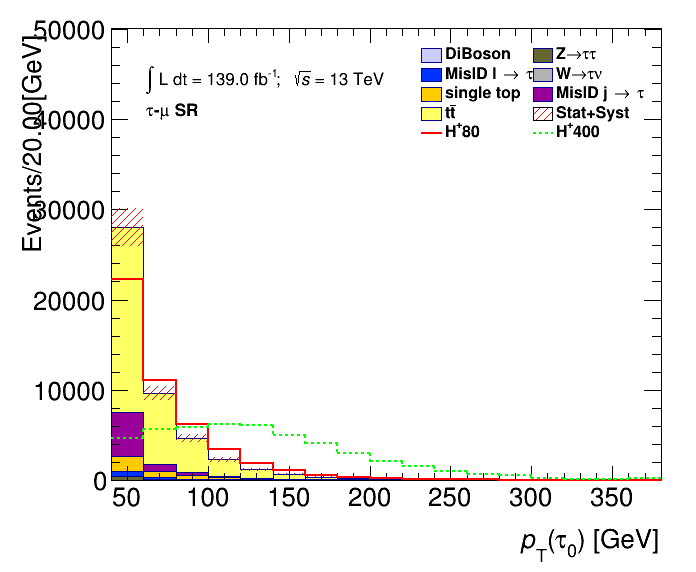 Events/20.00[GeV]
50000
40000
30000
20000
10000
0
∫ L dt = 139.0 fb⁻¹; √s = 13 TeV
τ-μ SR
DiBoson
MisID l → τ
single top
tt̄
H⁺80
Z→ττ
W→τν
MisID j → τ
Stat+Syst
H⁺400
50 100 150 200 250 300 350
p_T(τ₀) [GeV]